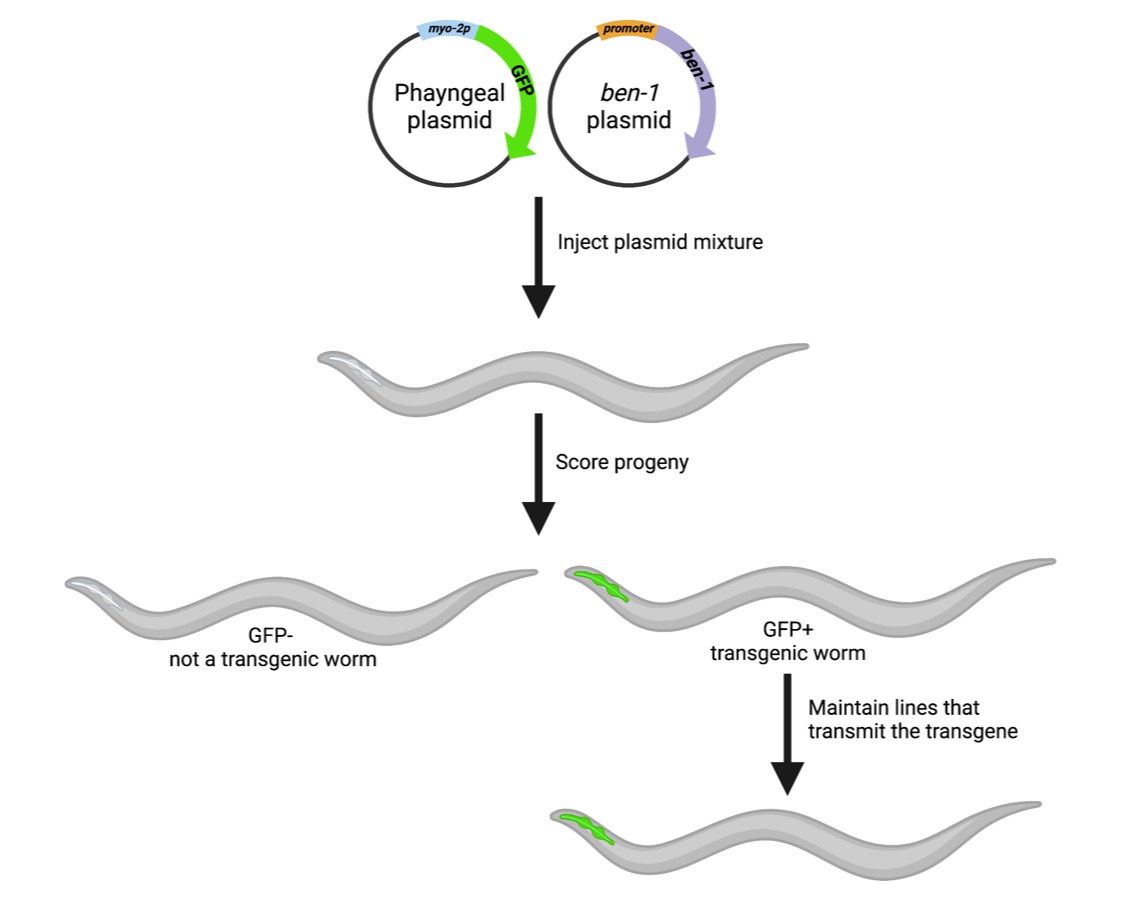 myo-2p
GFP
Phayngeal
plasmid
promoter
ben-1
ben-1
plasmid
Inject plasmid mixture
Score progeny
GFP-
not a transgenic worm
GFP+
transgenic worm
Maintain lines that
transmit the transgene